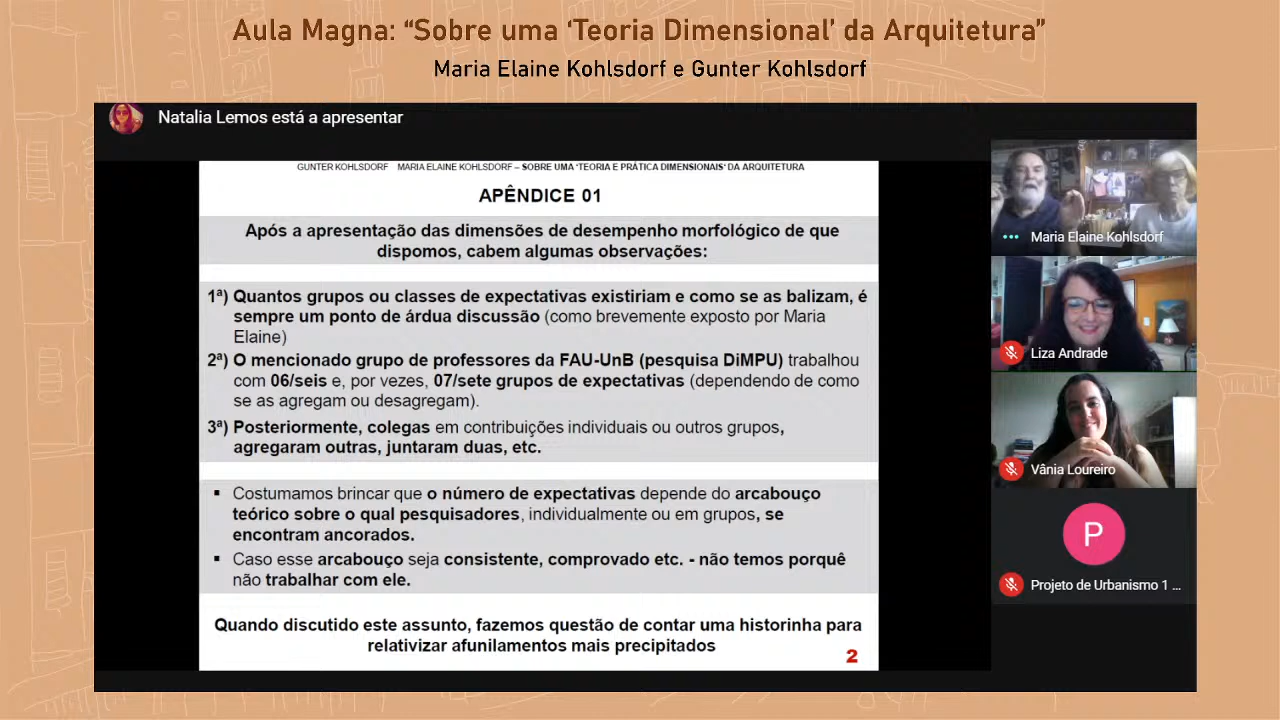 Aula Magna: “Sobre uma ‘Teoria Dimensional’ da Arquitetura”
Maria Elaine Kohlsdorf e Gunter Kohlsdorf
Natalia Lemos está a apresentar
GUNTER KOHLSDORF MARIA ELAINE KOHLSDORF – SOBRE UMA ‘TEORIA E PRÁTICA DIMENSIONAIS’ DA ARQUITETURA
APÊNDICE 01
Após a apresentação das dimensões de desempenho morfológico de que
dispomos, cabem algumas observações:
1ª) Quantos grupos ou classes de expectativas existiriam e como se as balizam, é
sempre um ponto de árdua discussão (como brevemente exposto por Maria
Elaine)
2ª) O mencionado grupo de professores da FAU-UnB (pesquisa DiMPU) trabalhou
com 06/seis e, por vezes, 07/sete grupos de expectativas (dependendo de como
se as agregam ou desagregam).
3ª) Posteriormente, colegas em contribuições individuais ou outros grupos,
agregaram outras, juntaram duas, etc.
▪ Costumamos brincar que o número de expectativas depende do arcabouço
teórico sobre o qual pesquisadores, individualmente ou em grupos, se
encontram ancorados.
▪ Caso esse arcabouço seja consistente, comprovado etc. - não temos porquê
não trabalhar com ele.
Quando discutido este assunto, fazemos questão de contar uma historinha para
relativizar afunilamentos mais precipitados
2
Maria Elaine Kohlsdorf
Liza Andrade
Vânia Loureiro
P
Projeto de Urbanismo 1 ...